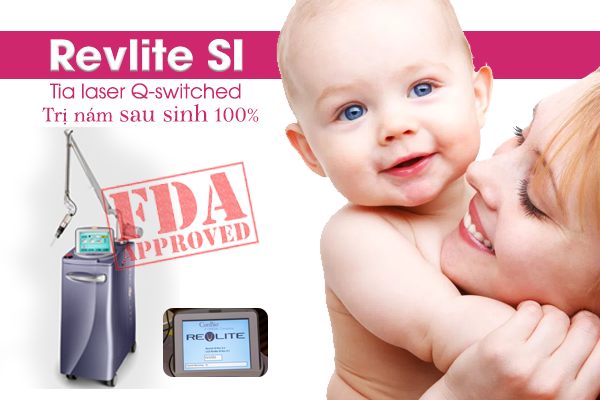 Revlite SI
Tia laser Q-switched
Trị nám sau sinh 100%
FDA
APPROVED
REVLITE